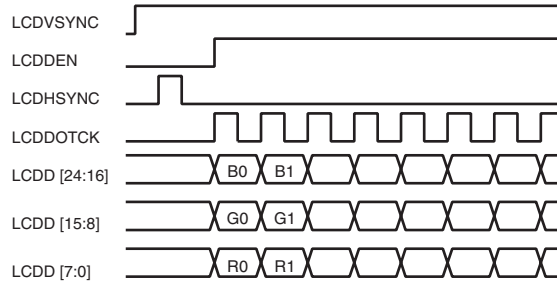 LCDVSYNC
LCDDEN
LCDHSYNC
LCDDOTCK
LCDD [24:16] B0 B1
LCDD [15:8] G0 G1
LCDD [7:0] R0 R1